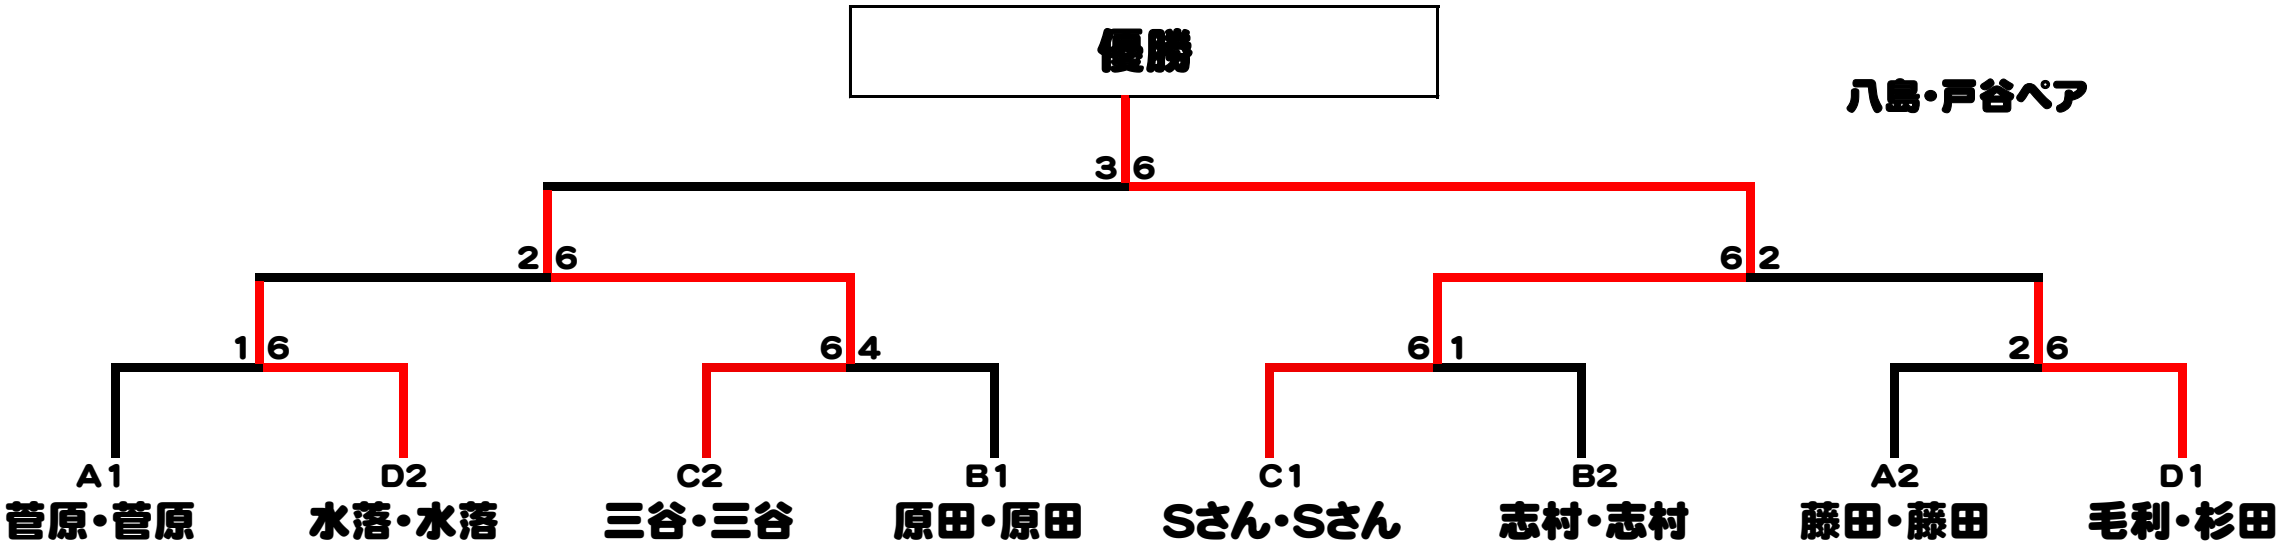 優勝
八島・戸谷ペア
3 6
2 6
6 2
1 6
6 4
6 1
2 6
A1
D2
C2
B1
C1
B2
A2
D1
菅原・菅原
水落・水落
三谷・三谷
原田・原田
Sさん・Sさん
志村・志村
藤田・藤田
毛利・杉田